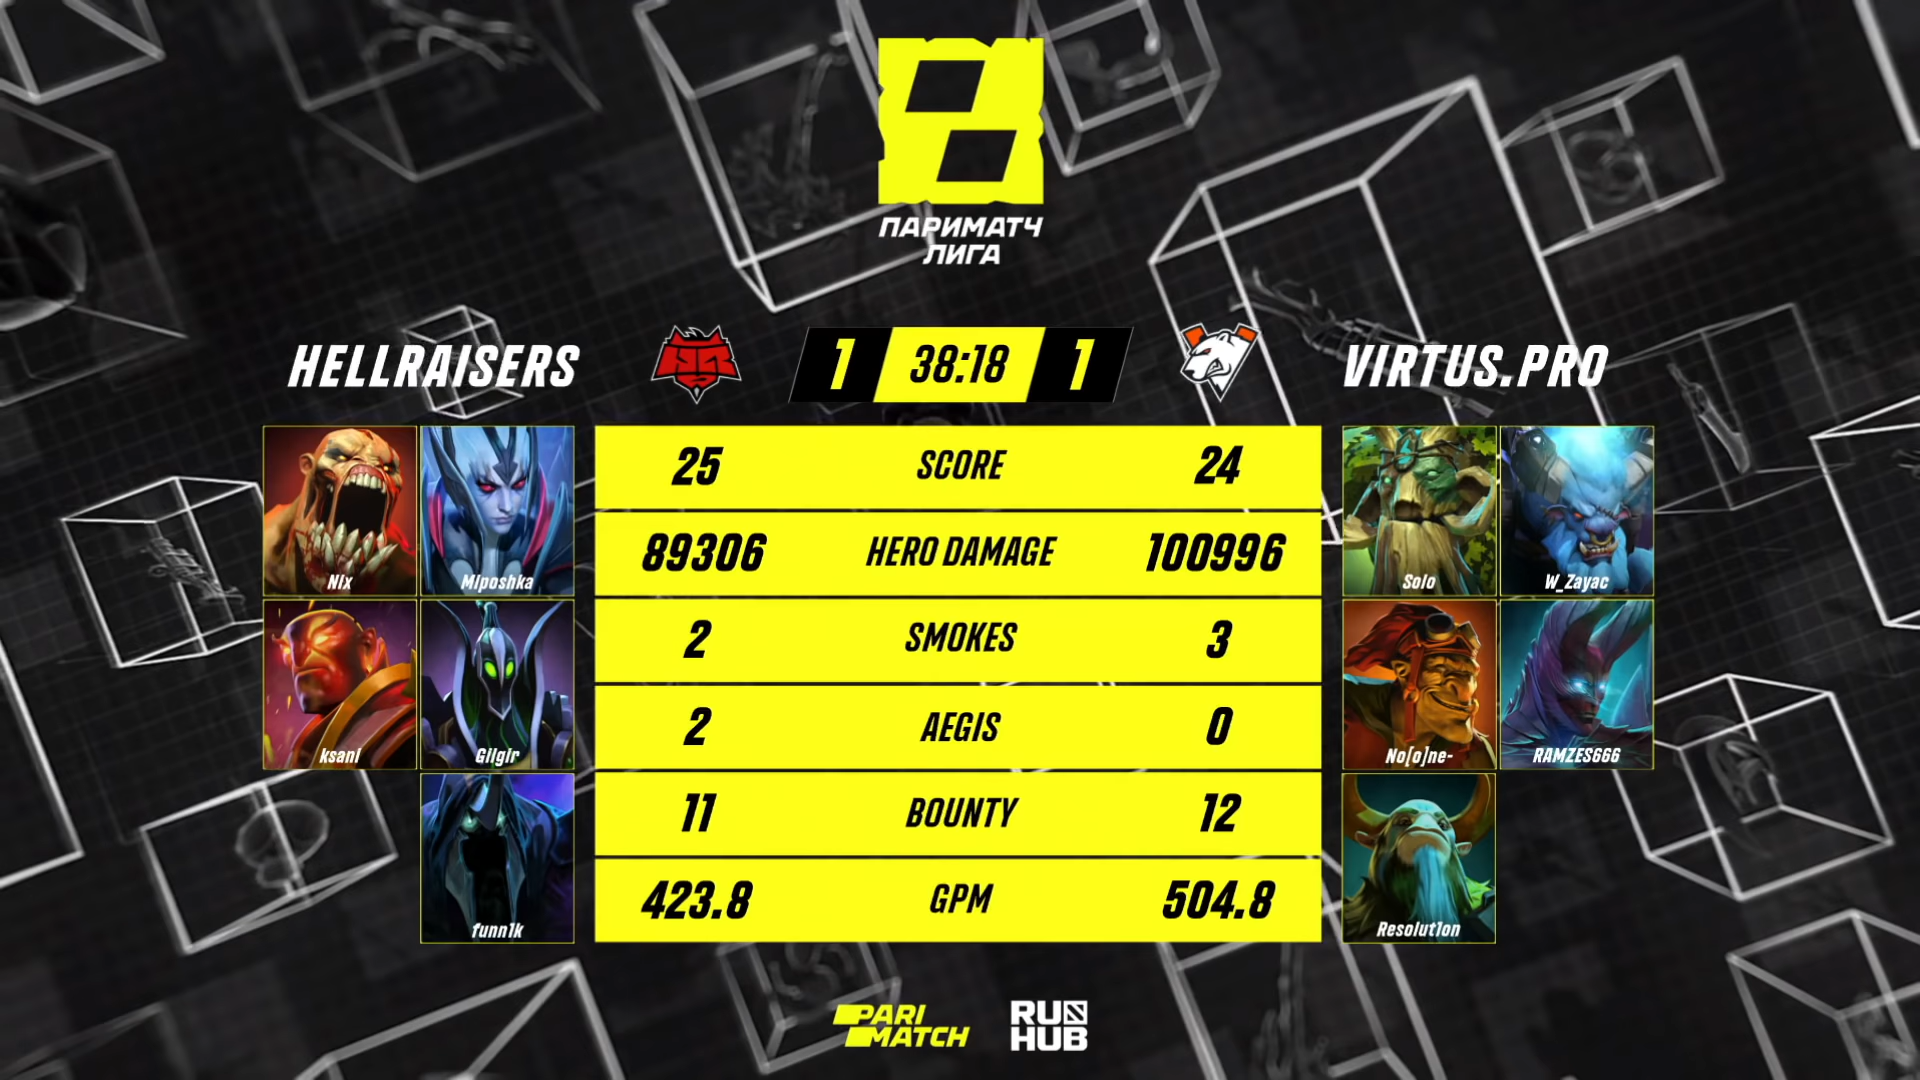 ПАРИМАТЧ
ЛИГА
HELLRAISERS 1 38:18 1 VIRTUS.PRO
25 SCORE 24
89306 HERO DAMAGE 100996
2 SMOKES 3
2 AEGIS 0
11 BOUNTY 12
423.8 GPM 504.8
Nix Miposhka
ksani Gilgir
funn1k
Solo W_Zayac
No[o]ne- RAMZES666
Resolut1on
PARI
MATCH
RU
HUB